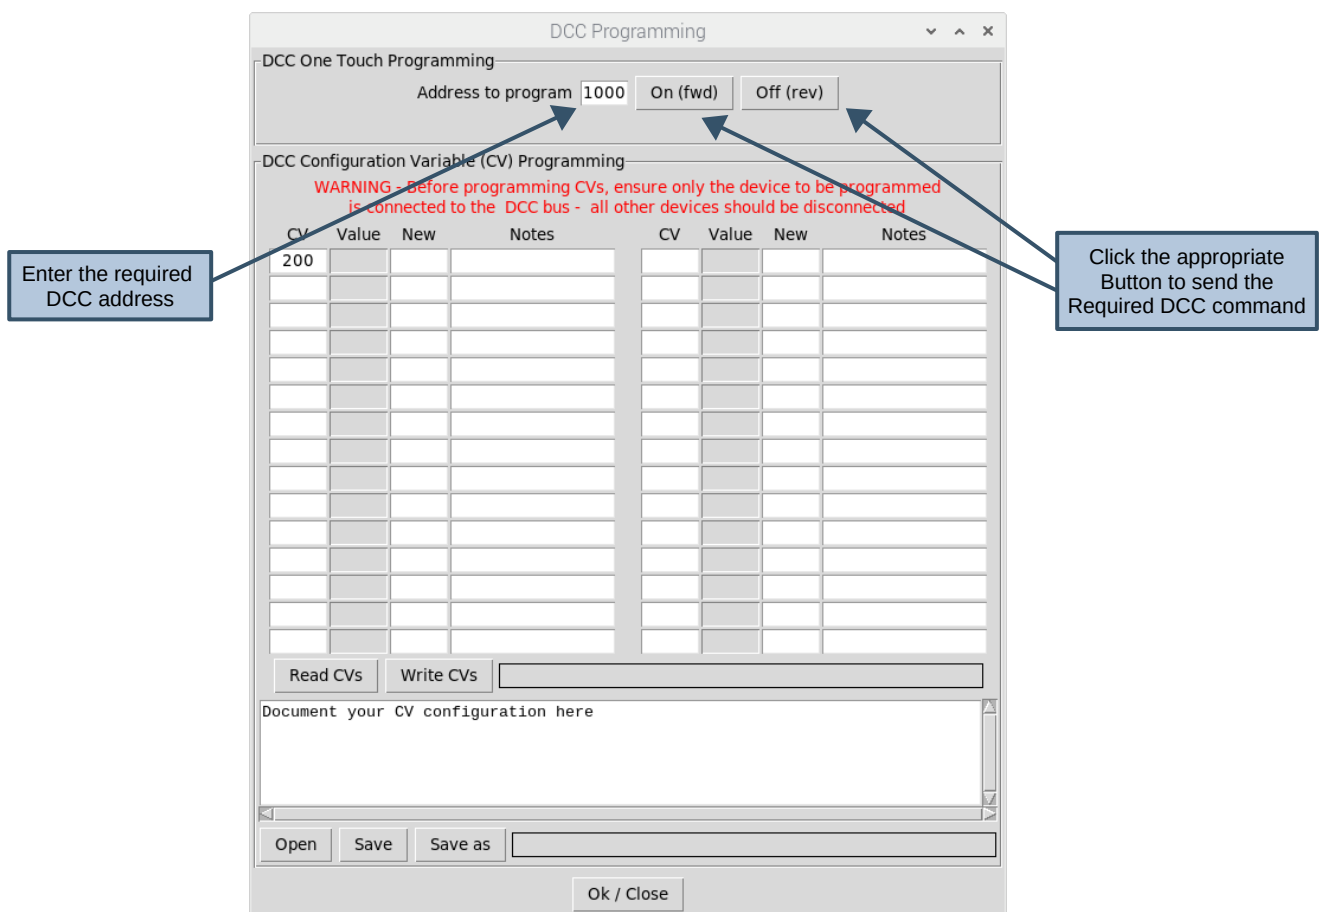 DCC Programming
DCC One Touch Programming
Address to program 1000 On (fwd) Off (rev)
DCC Configuration Variable (CV) Programming
WARNING - Before programming CVs, ensure only the device to be programmed
is connected to the DCC bus - all other devices should be disconnected
CV Value New Notes CV Value New Notes
200
Enter the required
DCC address
Click the appropriate
Button to send the
Required DCC command
Read CVs Write CVs
Document your CV configuration here
Open Save Save as
Ok / Close